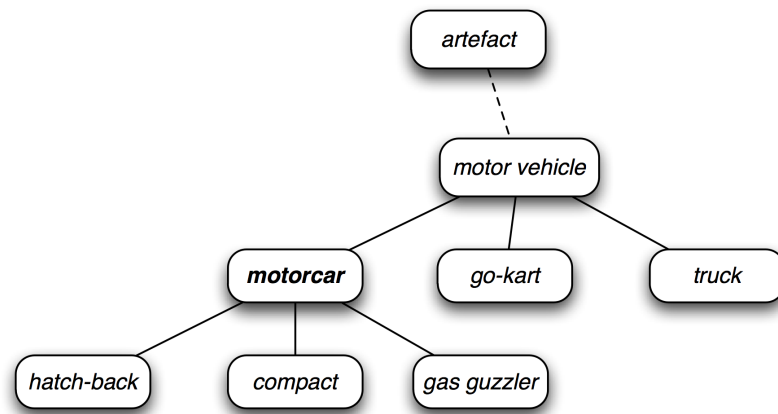 artefact
motor vehicle
motorcar
go-kart
truck
hatch-back
compact
gas guzzler